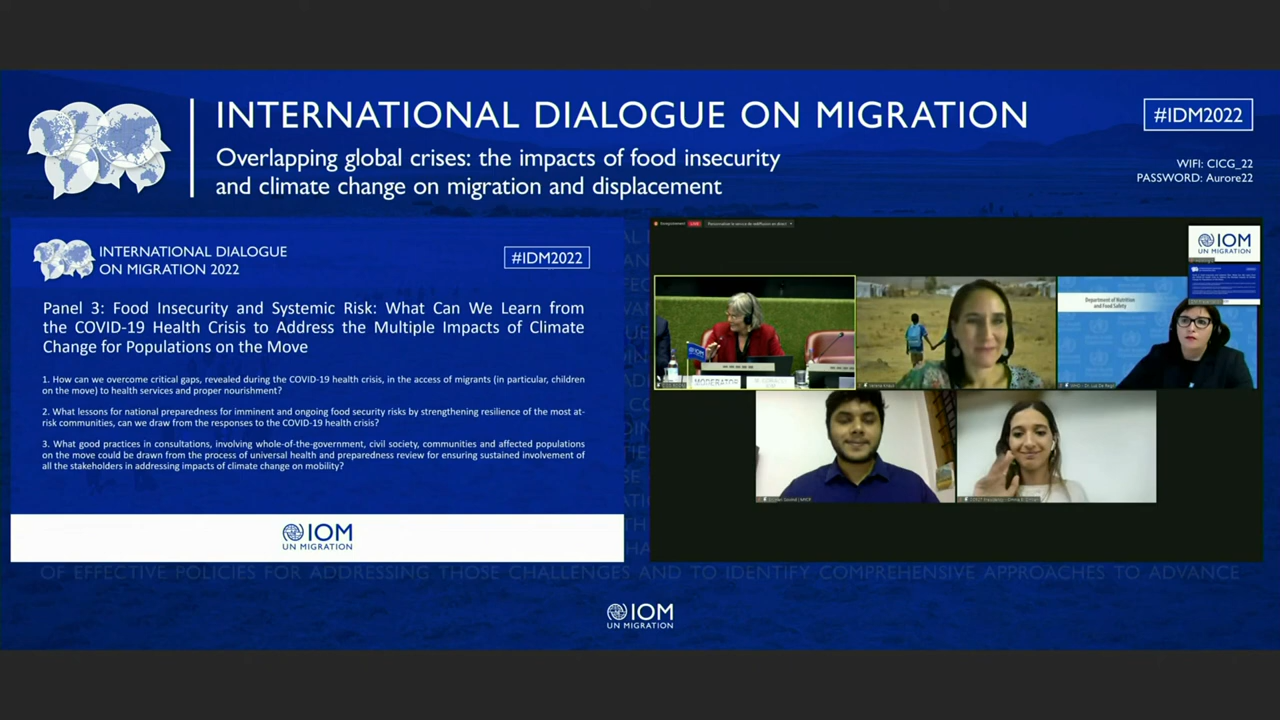 INTERNATIONAL DIALOGUE ON MIGRATION
Overlapping global crises: the impacts of food insecurity
and climate change on migration and displacement
#IDM2022
WIFI: CICG_22
PASSWORD: Aurore22
INTERNATIONAL DIALOGUE
ON MIGRATION 2022
#IDM2022
Panel 3: Food Insecurity and Systemic Risk: What Can We Learn from
the COVID-19 Health Crisis to Address the Multiple Impacts of Climate
Change for Populations on the Move
1. How can we overcome critical gaps, revealed during the COVID-19 health crisis, in the access of migrants (in particular, children
on the move) to health services and proper nourishment?
2. What lessons for national preparedness for imminent and ongoing food security risks by strengthening resilience of the most at-
risk communities, can we draw from the responses to the COVID-19 health crisis?
3. What good practices in consultations, involving whole-of-the-government, civil society, communities and affected populations
on the move could be drawn from the process of universal health and preparedness review for ensuring sustained involvement of
all the stakeholders in addressing impacts of climate change on mobility?
IOM
UN MIGRATION
LIVE
IOM
UN MIGRATION
Department of Nutrition
and Food Safety
IOM
MODERATOR
OF EFFECTIVE POLICIES FOR ADDRESSING THOSE CHALLENGES AND TO IDENTIFY COMPREHENSIVE APPROACHES TO ADVANCE
IOM
UN MIGRATION